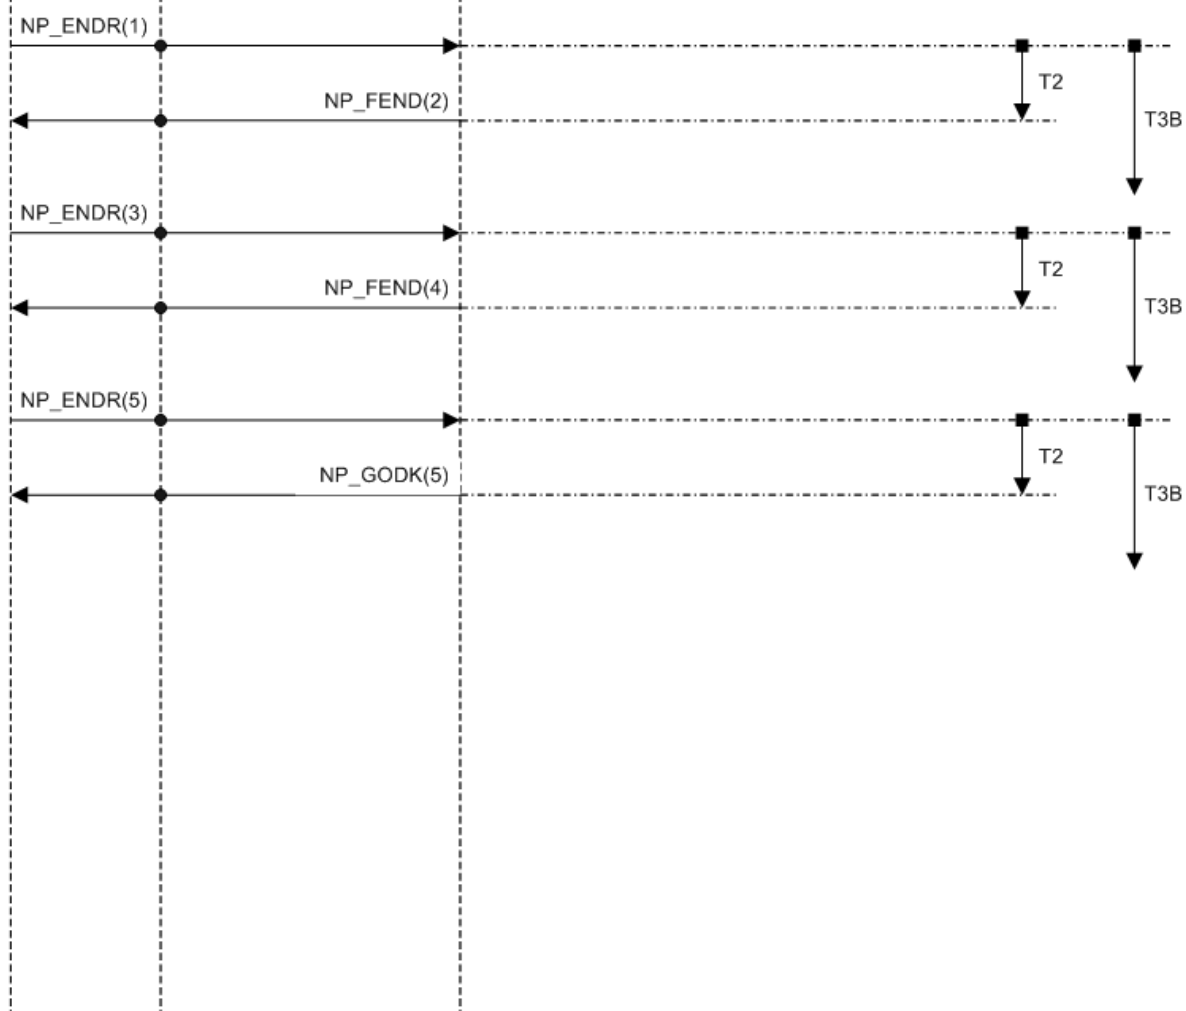 NP_ENDR(1)
T2
NP_FEND(2)
T3B
NP_ENDR(3)
T2
NP_FEND(4)
T3B
NP_ENDR(5)
T2
NP_GODK(5)
T3B